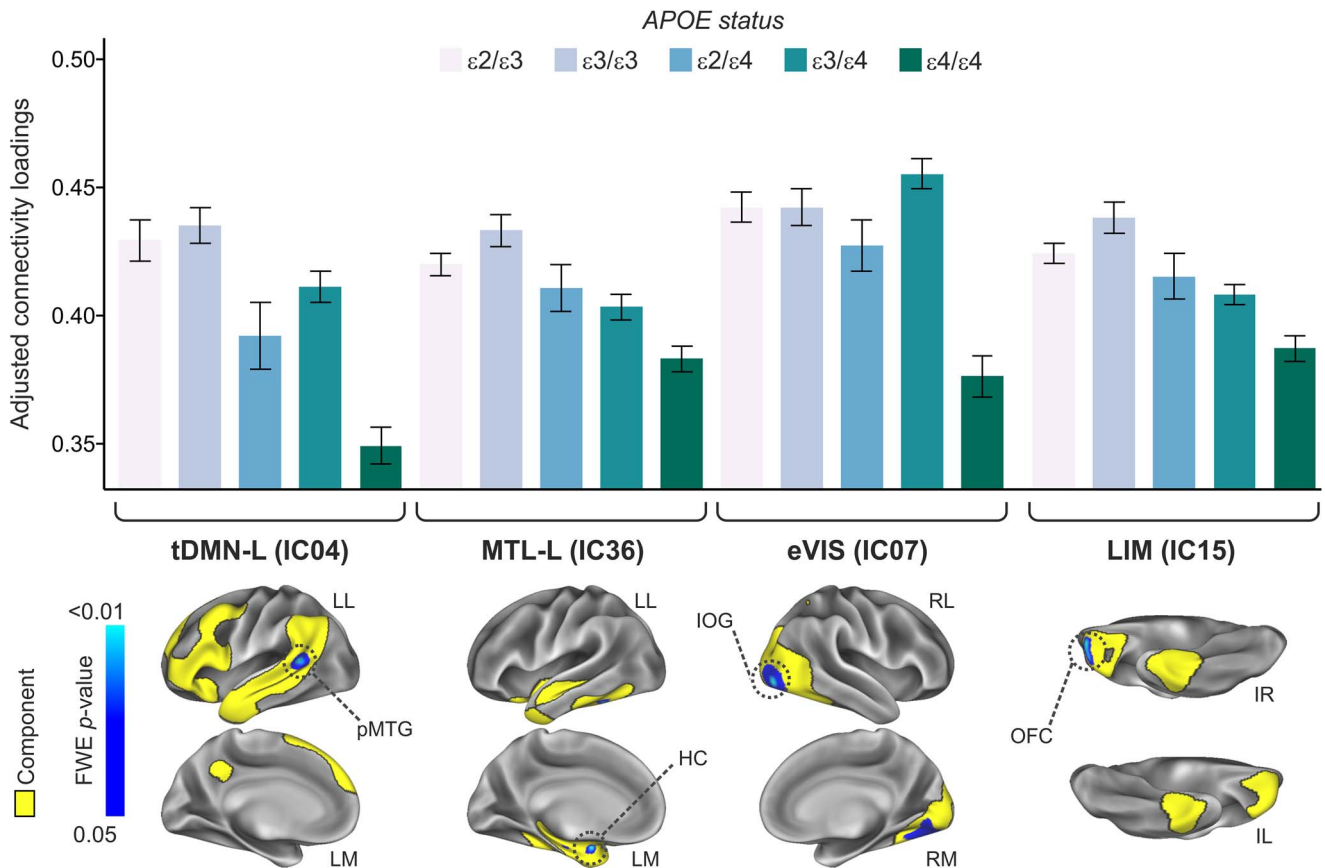 APOE status
ε2/ε3 ε3/ε3 ε2/ε4 ε3/ε4 ε4/ε4
Adjusted connectivity loadings
0.50
0.45
0.40
0.35
tDMN-L (IC04) MTL-L (IC36) eVIS (IC07) LIM (IC15)
<0.01
FWE p-value
0.05
Component
LL LL RL
IOG
pMTG
OFC
IR
HC
LM LM RM IL